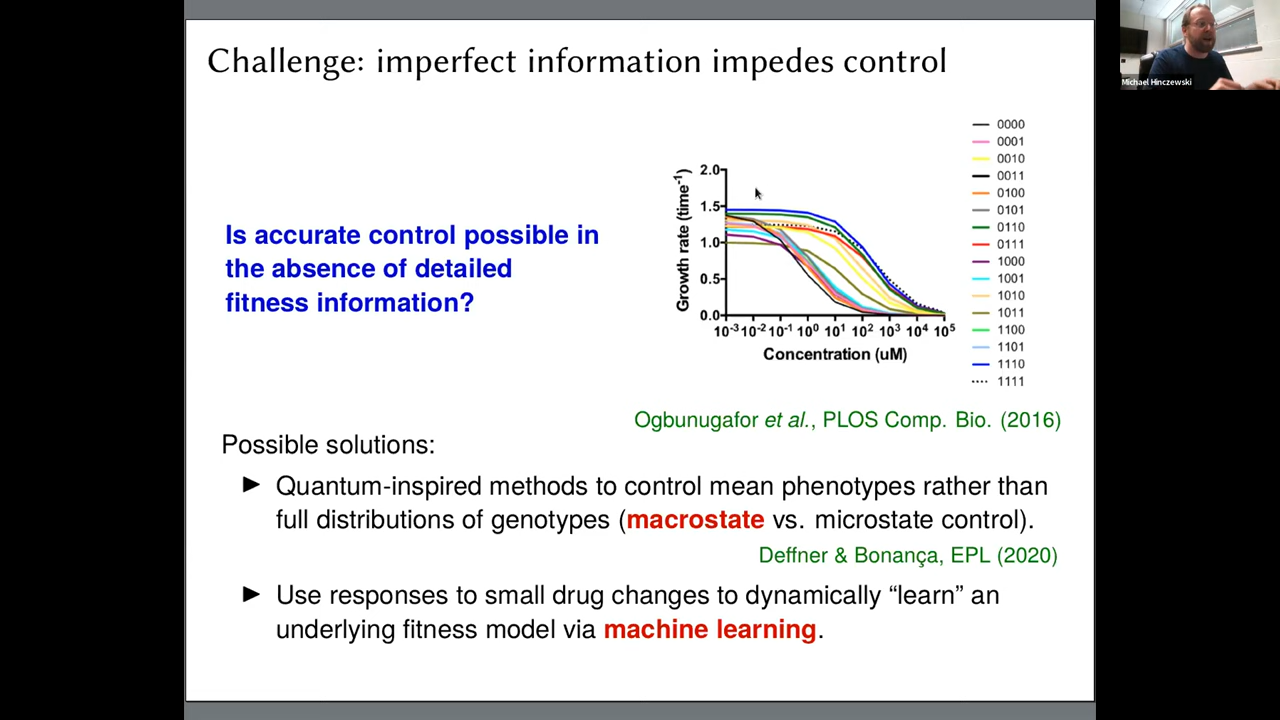 Challenge: imperfect information impedes control
Michael Hinczewski
Is accurate control possible in
the absence of detailed
fitness information?
Growth rate (time⁻¹)
2.0
1.5
1.0
0.5
0.0
10⁻³ 10⁻² 10⁻¹ 10⁰ 10¹ 10² 10³ 10⁴ 10⁵
Concentration (uM)
0000
0001
0010
0011
0100
0101
0110
0111
1000
1001
1010
1011
1100
1101
1110
1111
Ogbunugafor et al., PLOS Comp. Bio. (2016)
Possible solutions:
► Quantum-inspired methods to control mean phenotypes rather than
full distributions of genotypes (macrostate vs. microstate control).
Deffner & Bonança, EPL (2020)
► Use responses to small drug changes to dynamically “learn” an
underlying fitness model via machine learning.